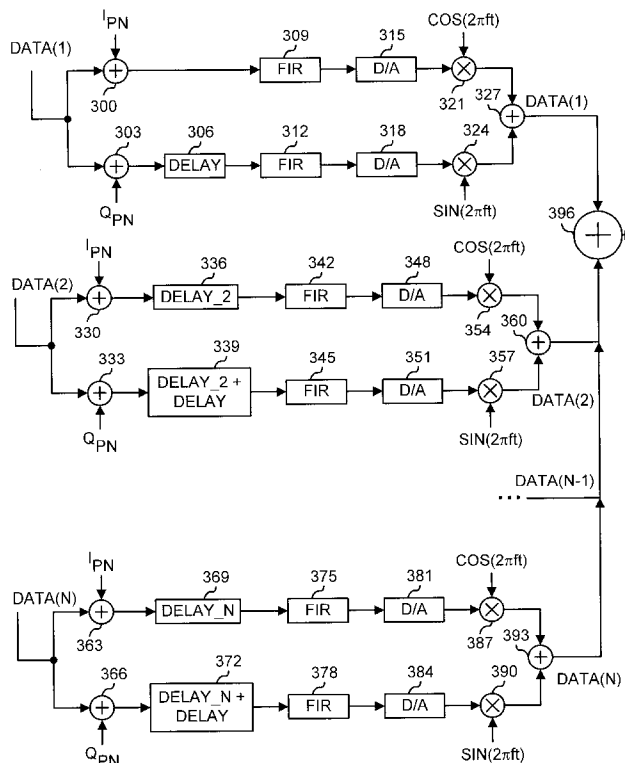 I_PN
309
315
COS(2πft)
DATA(1)
FIR
D/A
300
321
327
DATA(1)
303
306
312
318
324
DELAY
FIR
D/A
Q_PN
SIN(2πft)
396
I_PN
336
342
348
COS(2πft)
DATA(2)
DELAY_2
FIR
D/A
330
354
360
333
339
345
351
357
DELAY_2 +
DELAY
FIR
D/A
DATA(2)
Q_PN
SIN(2πft)
DATA(N-1)
I_PN
369
375
381
COS(2πft)
DATA(N)
DELAY_N
FIR
D/A
363
387
393
366
372
378
384
390
DATA(N)
DELAY_N +
DELAY
FIR
D/A
Q_PN
SIN(2πft)